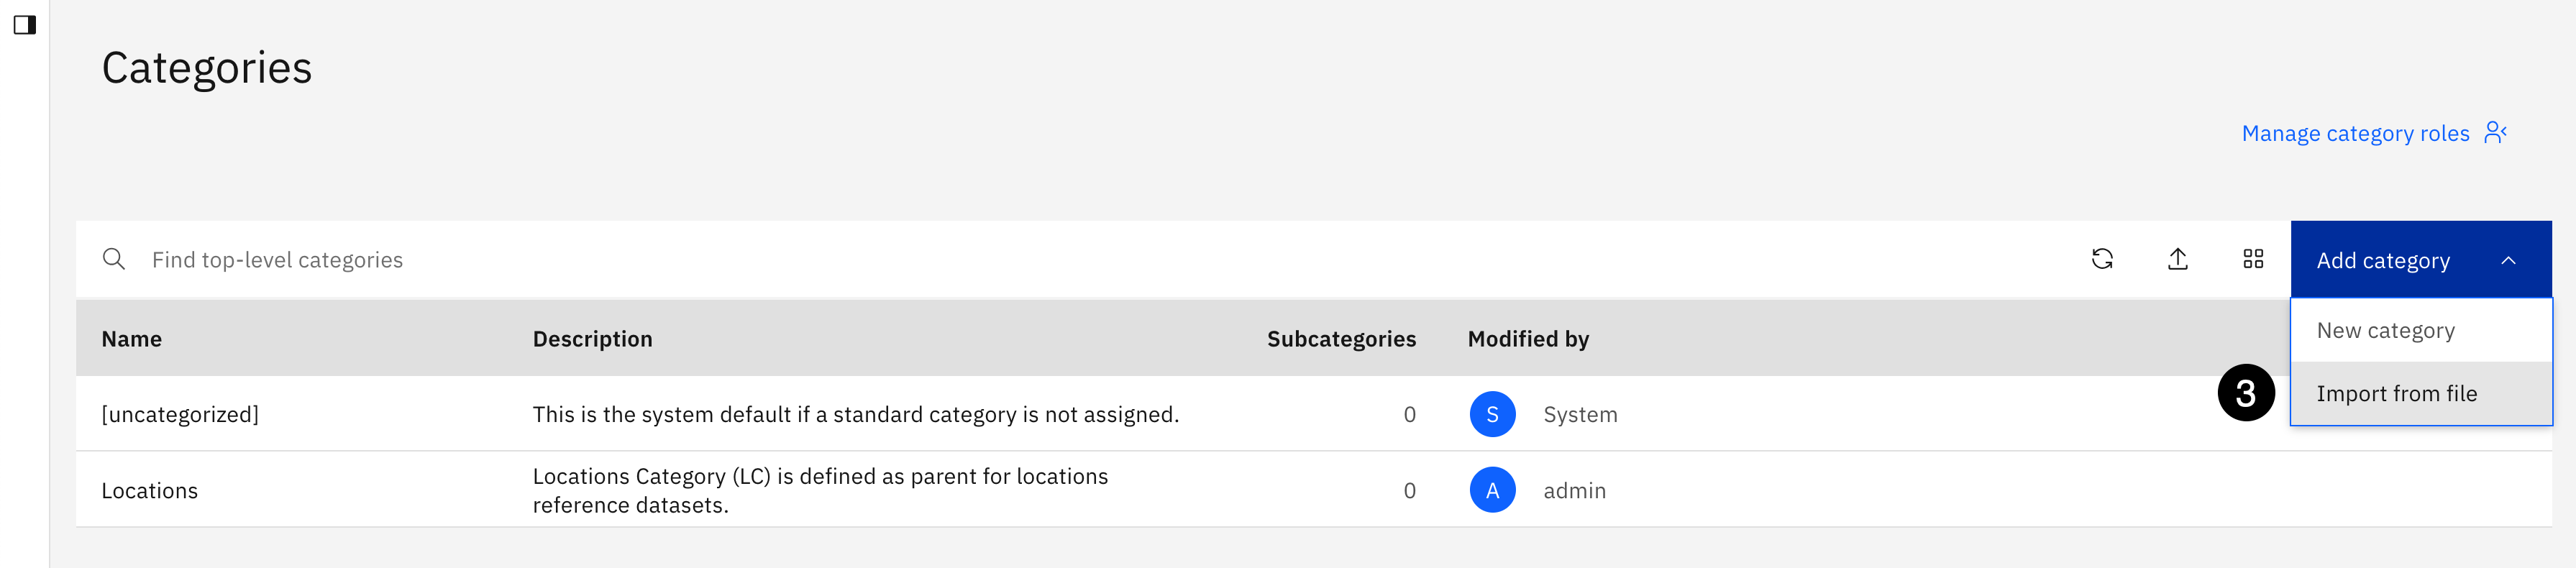 Categories
Manage category roles
Find top-level categories
Add category
New category
Import from file
3
Name Description Subcategories Modified by
[uncategorized] This is the system default if a standard category is not assigned. 0 S System
Locations Locations Category (LC) is defined as parent for locations
reference datasets. 0 A admin